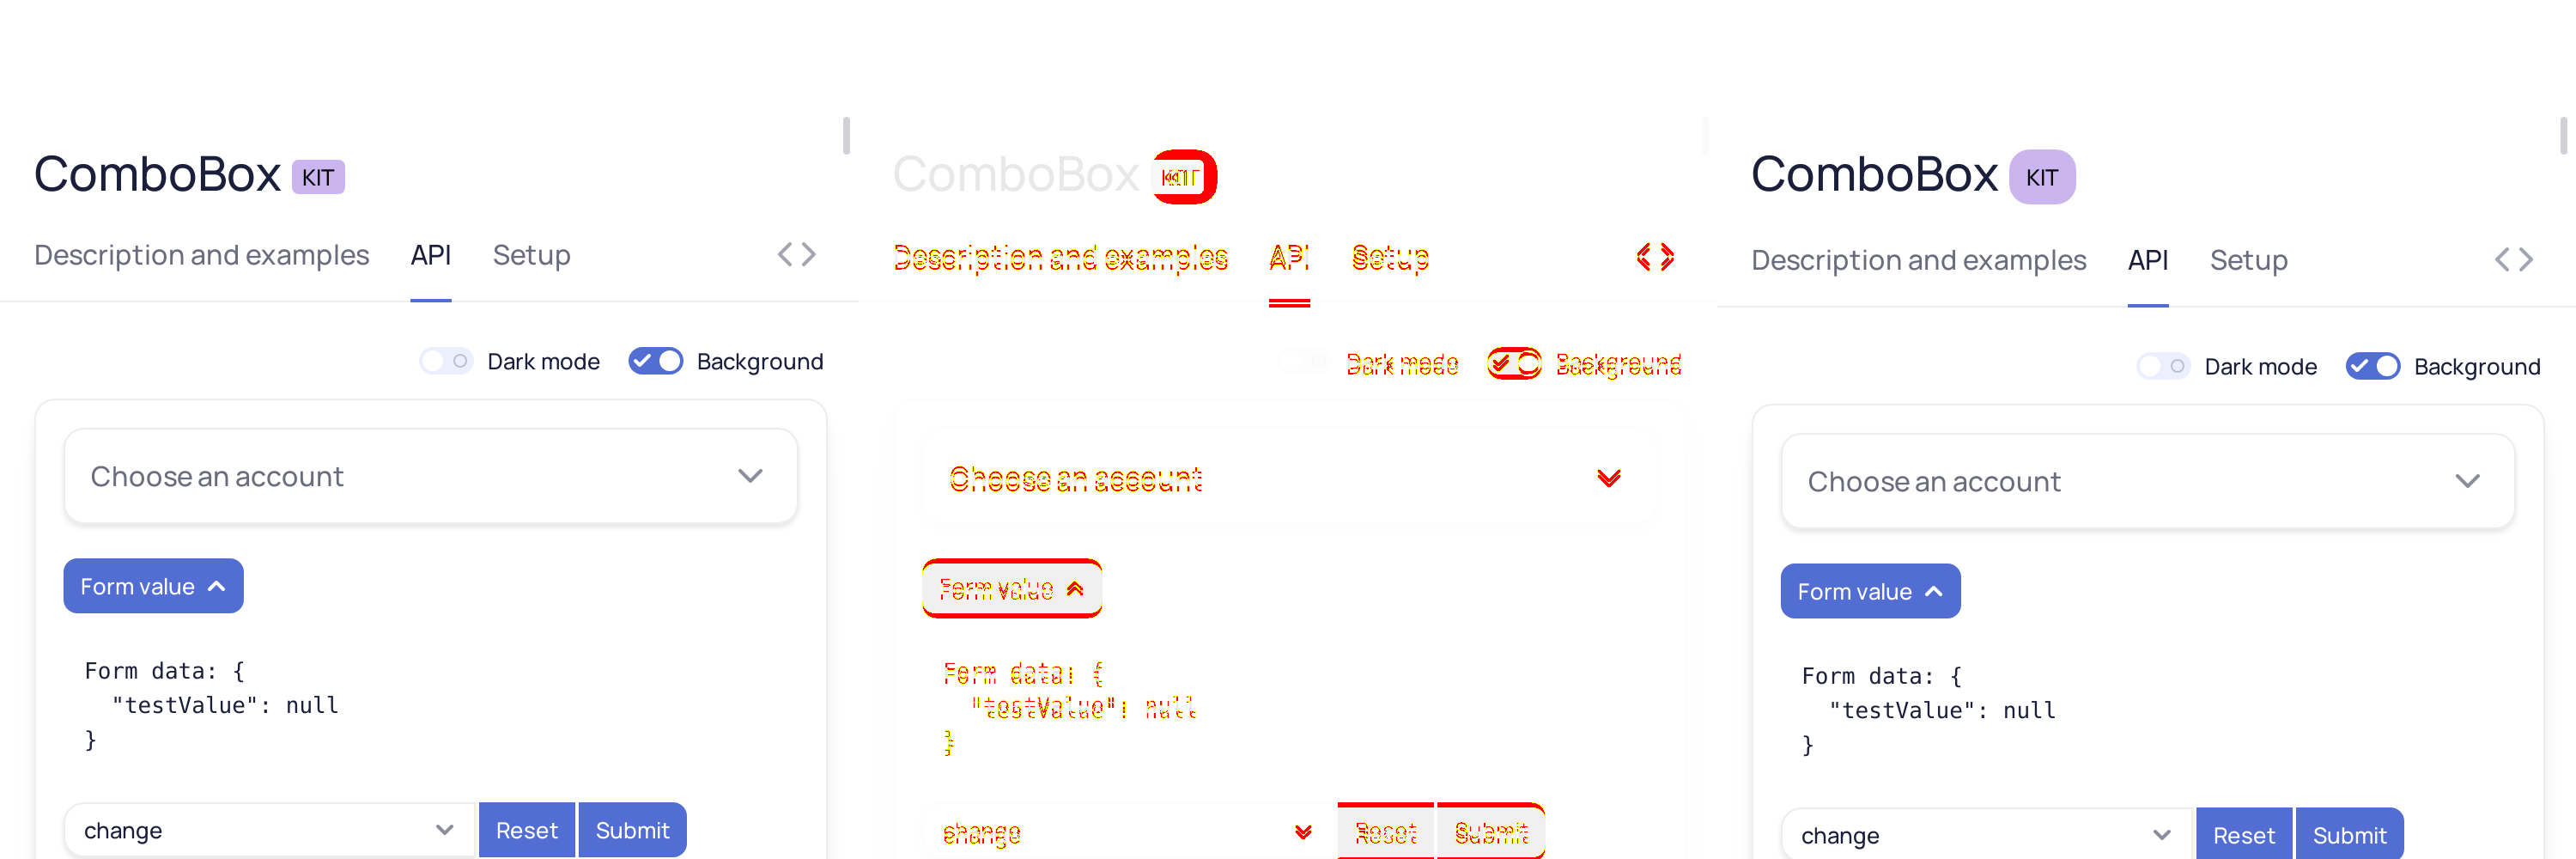 ComboBox KIT
Description and examples API Setup
Dark mode Background
Choose an account
Form value
Form data: {
"testValue": null
}
change Reset Submit
ComboBox KIT
Description and examples API Setup
Dark mode Background
Choose an account
Form value
Form data: {
"testValue": null
}
change Reset Submit
ComboBox KIT
Description and examples API Setup
Dark mode Background
Choose an account
Form value
Form data: {
"testValue": null
}
change Reset Submit